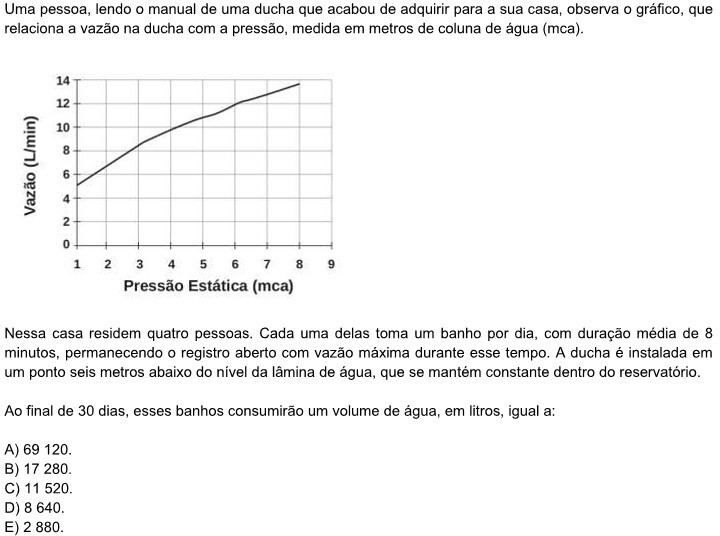 Uma pessoa, lendo o manual de uma ducha que acabou de adquirir para a sua casa, observa o gráfico, que
relaciona a vazão na ducha com a pressão, medida em metros de coluna de água (mca).
14
12
10
8
6
4
2
0
Vazão (L/min)
1 2 3 4 5 6 7 8 9
Pressão Estática (mca)
Nessa casa residem quatro pessoas. Cada uma delas toma um banho por dia, com duração média de 8
minutos, permanecendo o registro aberto com vazão máxima durante esse tempo. A ducha é instalada em
um ponto seis metros abaixo do nível da lâmina de água, que se mantém constante dentro do reservatório.
Ao final de 30 dias, esses banhos consumirão um volume de água, em litros, igual a:
A) 69 120.
B) 17 280.
C) 11 520.
D) 8 640.
E) 2 880.